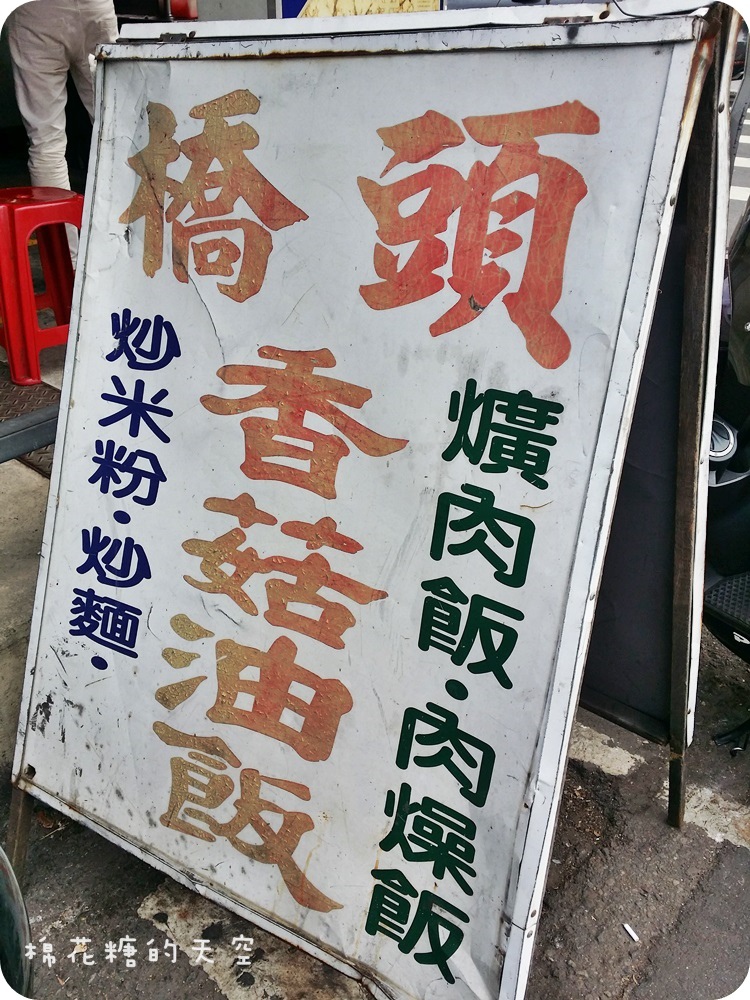 橋頭
爌肉飯·肉燥飯
香菇油飯
炒米粉·炒麵·
棉花糖的天空